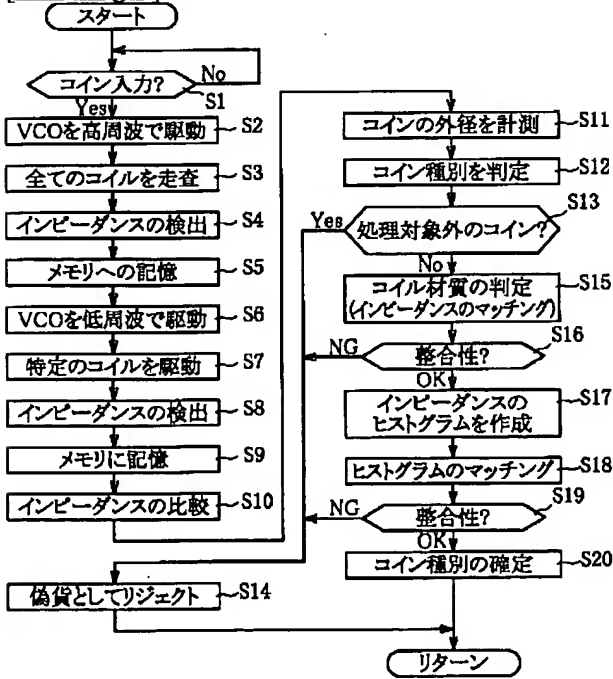 スタート
コイン入力?
No
S1
Yes
VCOを高周波で駆動
S2
全てのコイルを走査
S3
インピーダンスの検出
S4
メモリへの記憶
S5
VCOを低周波で駆動
S6
特定のコイルを駆動
S7
インピーダンスの検出
S8
メモリに記憶
S9
インピーダンスの比較
S10
偽貨としてリジェクト
S14
コインの外径を計測
S11
コイン種別を判定
S12
S13
Yes
処理対象外のコイン?
No
コイル材質の判定
(インピーダンスのマッチング)
S15
S16
NG
整合性?
OK
インピーダンスの
ヒストグラムを作成
S17
ヒストグラムのマッチング
S18
S19
NG
整合性?
OK
コイン種別の確定
S20
リターン